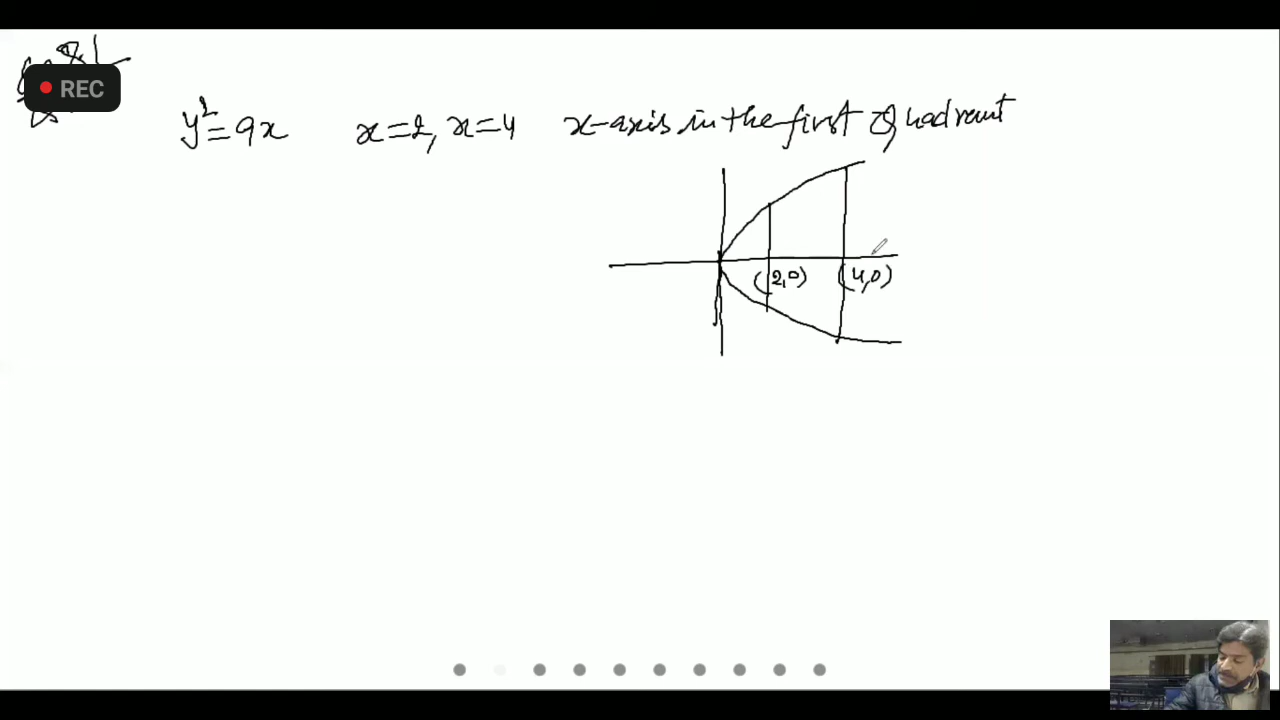 REC
y²=9x x=2, x=4 x-axis in the first Quadrant
(2,0) (4,0)